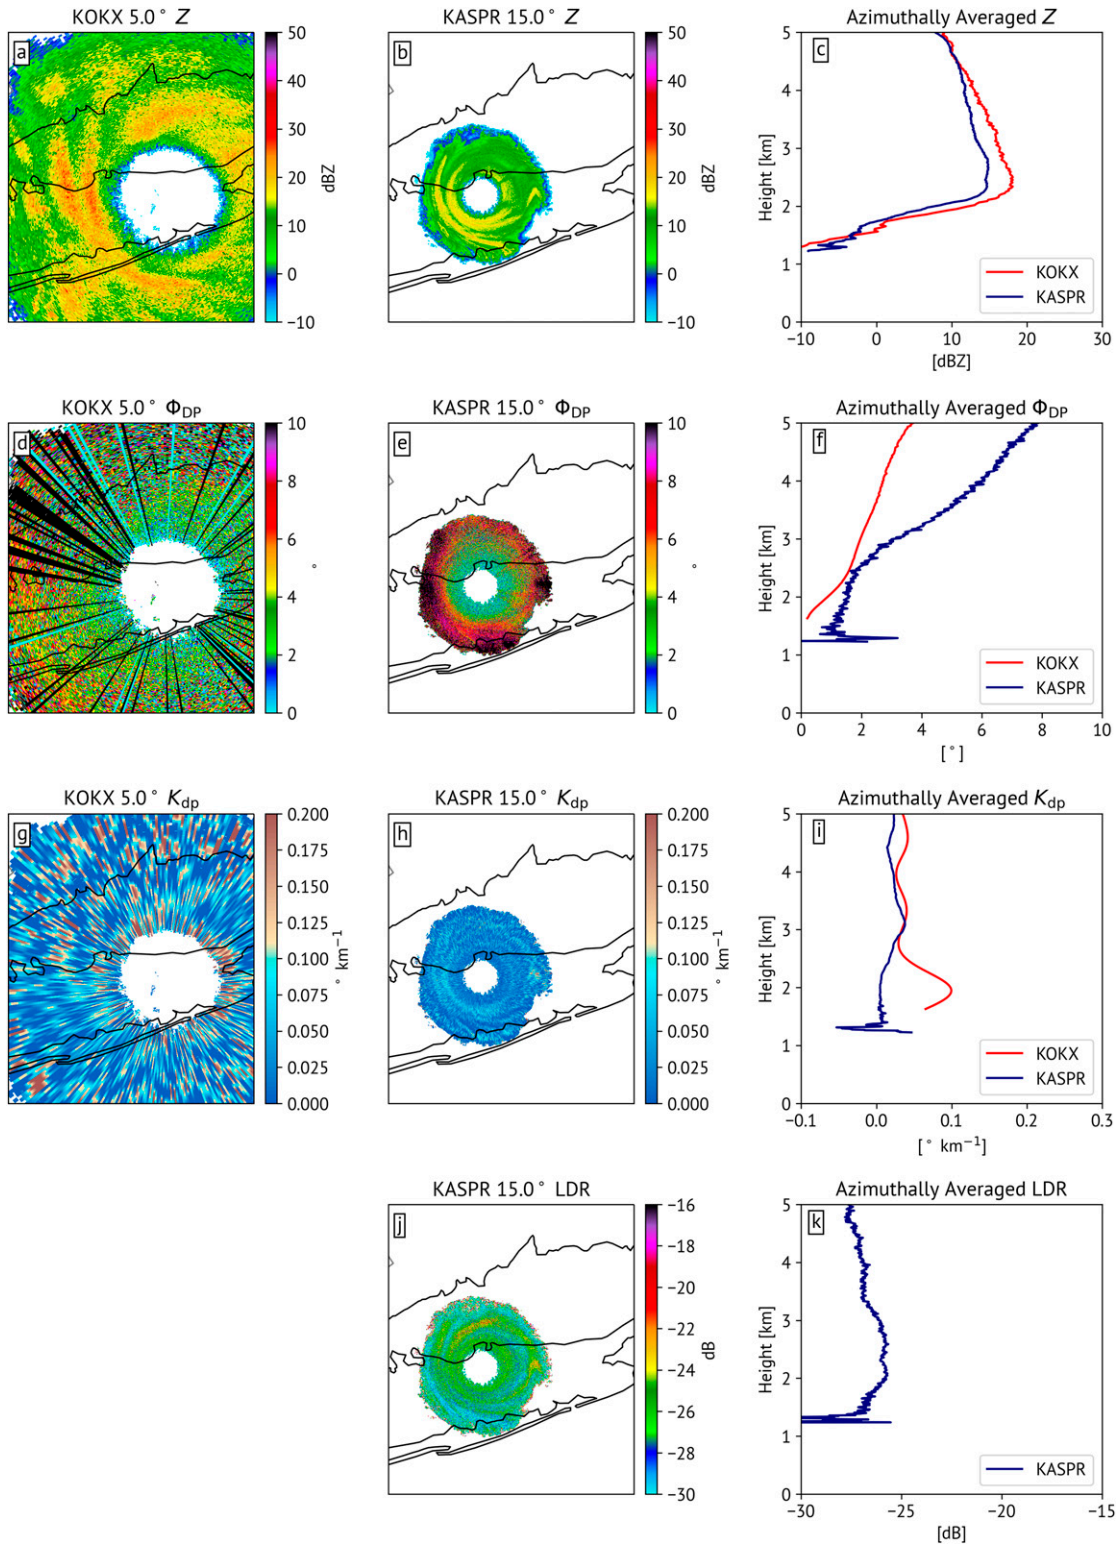 KOKX 5.0° Z
KASPR 15.0° Z
Azimuthally Averaged Z
a
50
40
30
20
10
0
−10
dBZ
b
50
40
30
20
10
0
−10
dBZ
c
5
4
3
2
1
0
Height [km]
KOKX
KASPR
−10 0 10 20 30
[dBZ]
KOKX 5.0° ΦDP
KASPR 15.0° ΦDP
Azimuthally Averaged ΦDP
d
10
8
6
4
2
0
°
e
10
8
6
4
2
0
°
f
5
4
3
2
1
0
Height [km]
KOKX
KASPR
0 2 4 6 8 10
[°]
KOKX 5.0° Kdp
KASPR 15.0° Kdp
Azimuthally Averaged Kdp
g
0.200
0.175
0.150
0.125
0.100
0.075
0.050
0.025
0.000
° km−1
h
0.200
0.175
0.150
0.125
0.100
0.075
0.050
0.025
0.000
° km−1
i
5
4
3
2
1
0
Height [km]
KOKX
KASPR
−0.1 0.0 0.1 0.2 0.3
[° km−1]
KASPR 15.0° LDR
Azimuthally Averaged LDR
j
−16
−18
−20
−22
−24
−26
−28
−30
dB
k
5
4
3
2
1
0
Height [km]
KASPR
−30 −25 −20 −15
[dB]